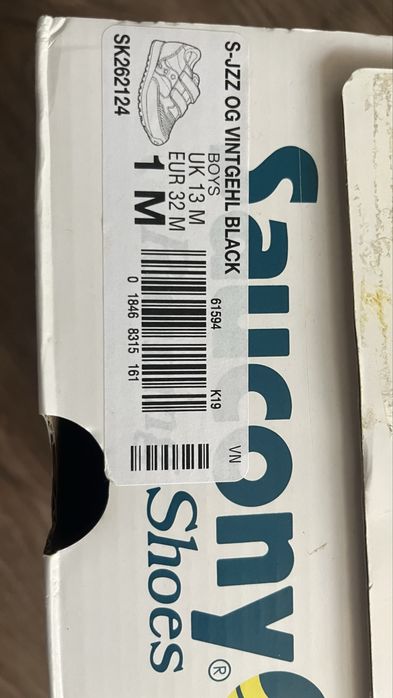 S-JZZ OG VINTGEHL BLACK
BOYS
UK 13 M
EUR 32 M
1 M
SK262124
61594
K19
0 1846 8315 161
VN
Saucony®
Shoes